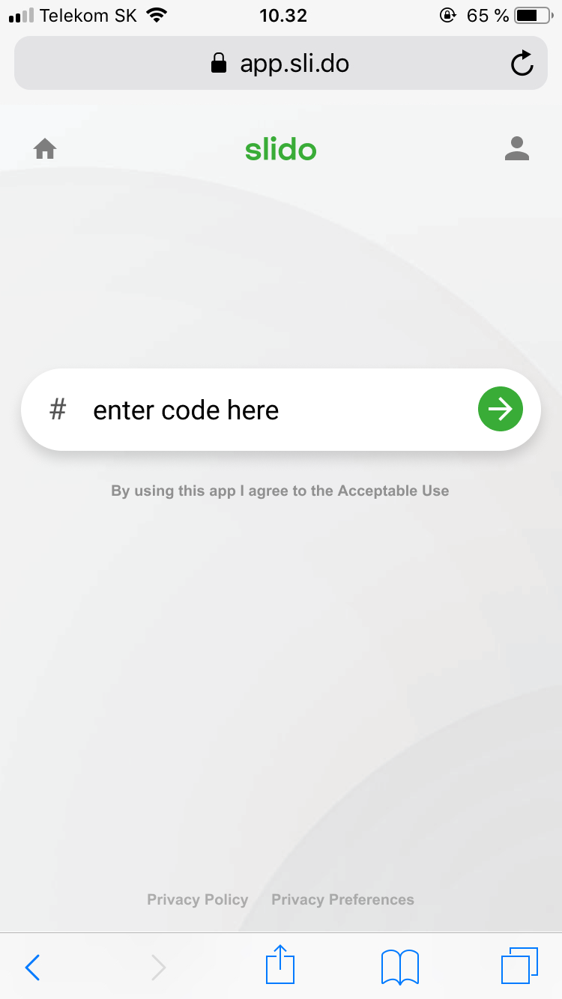 Telekom SK 10.32 65 %
app.sli.do
slido
# enter code here
By using this app I agree to the Acceptable Use
Privacy Policy Privacy Preferences